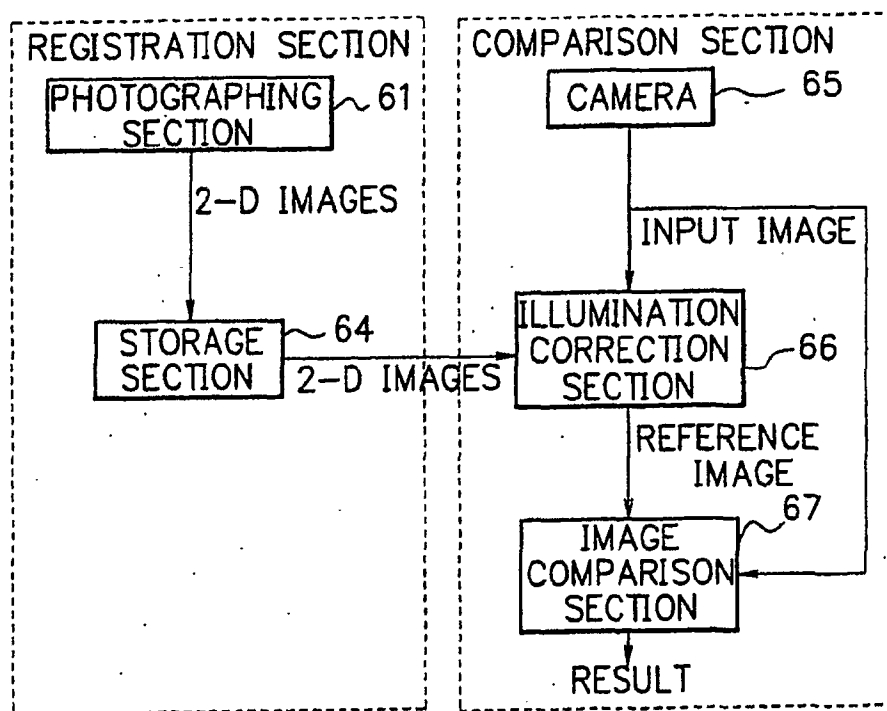 REGISTRATION SECTION
PHOTOGRAPHING
SECTION
61
2-D IMAGES
STORAGE
SECTION
64
2-D IMAGES
COMPARISON SECTION
CAMERA
65
INPUT IMAGE
ILLUMINATION
CORRECTION
SECTION
66
REFERENCE
IMAGE
IMAGE
COMPARISON
SECTION
67
RESULT